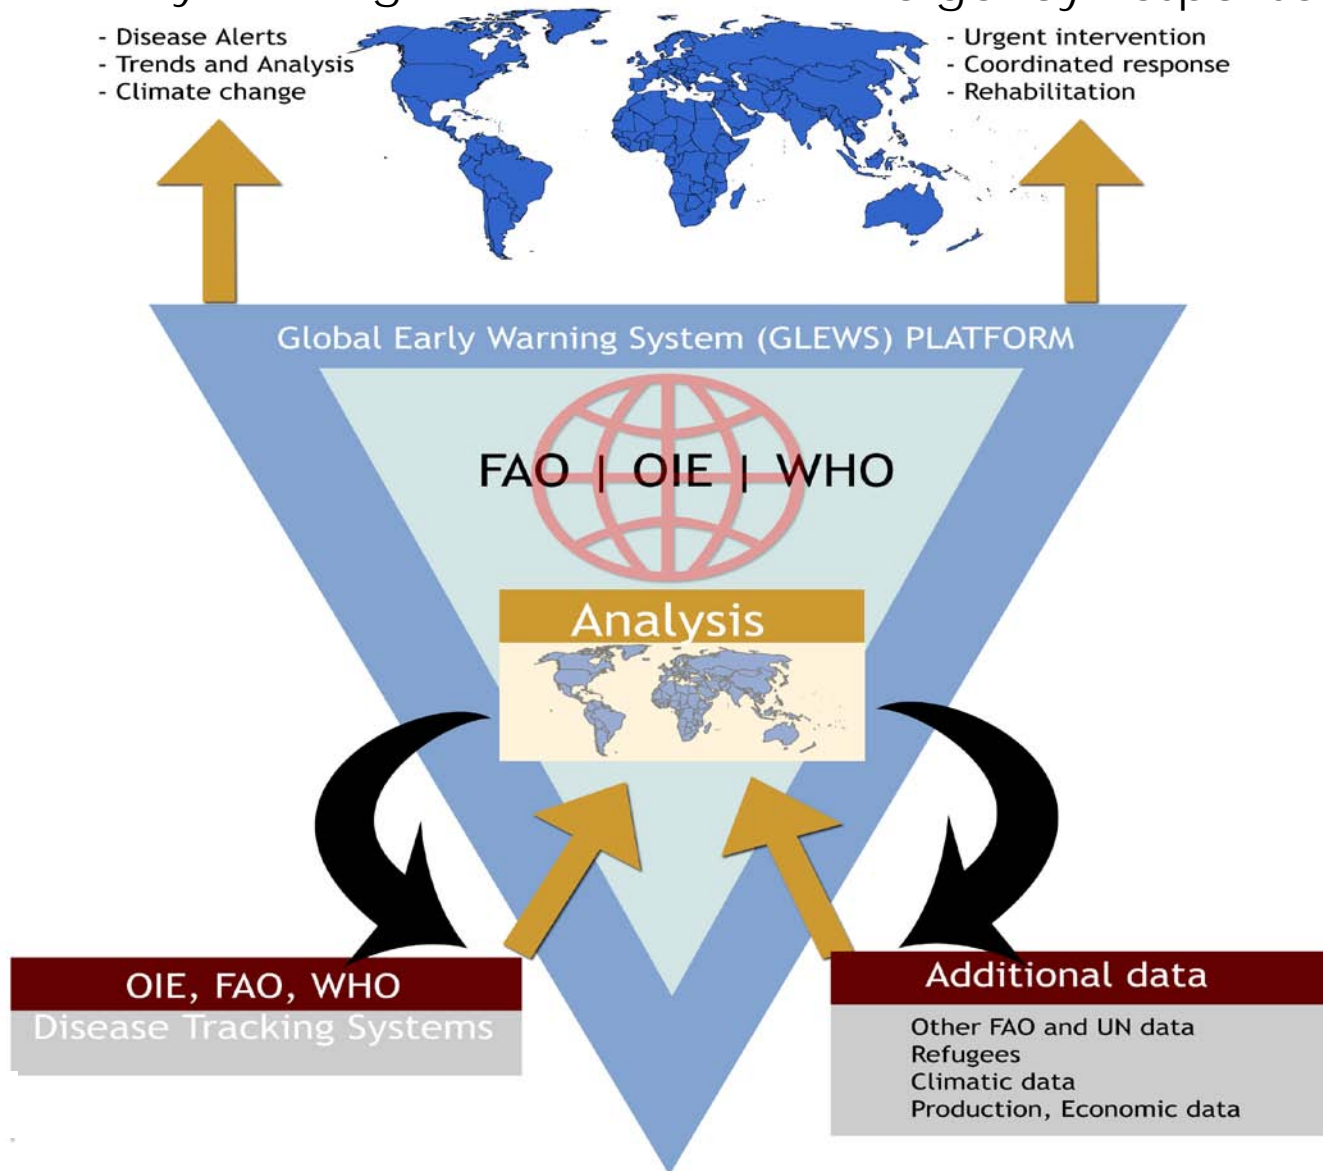 - Disease Alerts
- Trends and Analysis
- Climate change
- Urgent intervention
- Coordinated response
- Rehabilitation
Global Early Warning System (GLEWS) PLATFORM
FAO | OIE | WHO
Analysis
OIE, FAO, WHO
Disease Tracking Systems
Additional data
Other FAO and UN data
Refugees
Climatic data
Production, Economic data